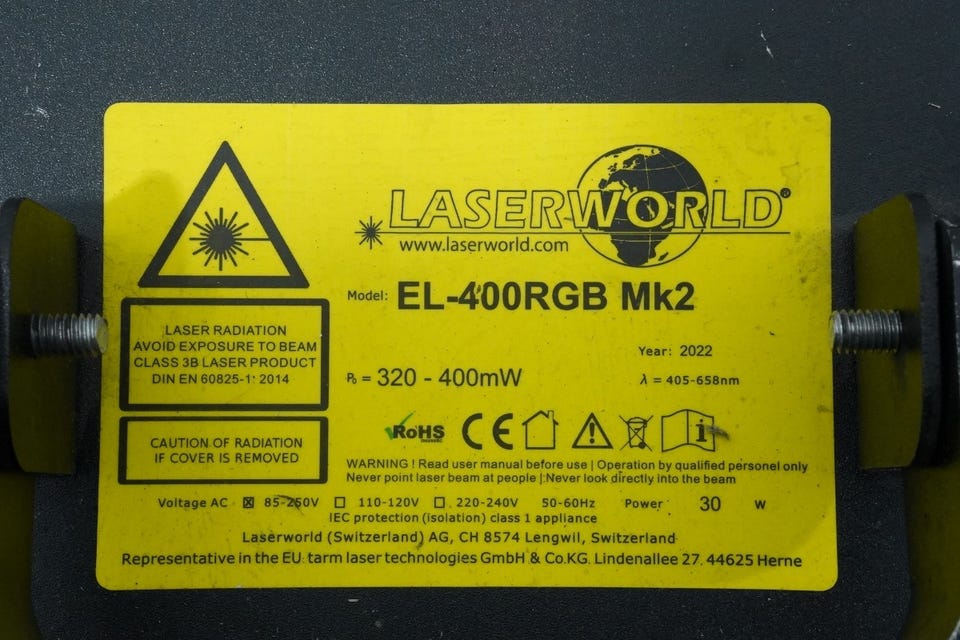 LASERWORLD®
www.laserworld.com
Model: EL-400RGB Mk2
LASER RADIATION
AVOID EXPOSURE TO BEAM
CLASS 3B LASER PRODUCT
DIN EN 60825-1: 2014
Year: 2022
P₀ = 320 - 400mW
λ = 405-658nm
CAUTION OF RADIATION
IF COVER IS REMOVED
RoHS
CE
i
WARNING ! Read user manual before use | Operation by qualified personel only
Never point laser beam at people | Never look directly into the beam
Voltage AC ☒ 85-250V ☐ 110-120V ☐ 220-240V 50-60Hz Power 30 W
IEC protection (isolation) class 1 appliance
Laserworld (Switzerland) AG, CH 8574 Lengwil, Switzerland
Representative in the EU: tarm laser technologies GmbH & Co.KG, Lindenallee 27, 44625 Herne